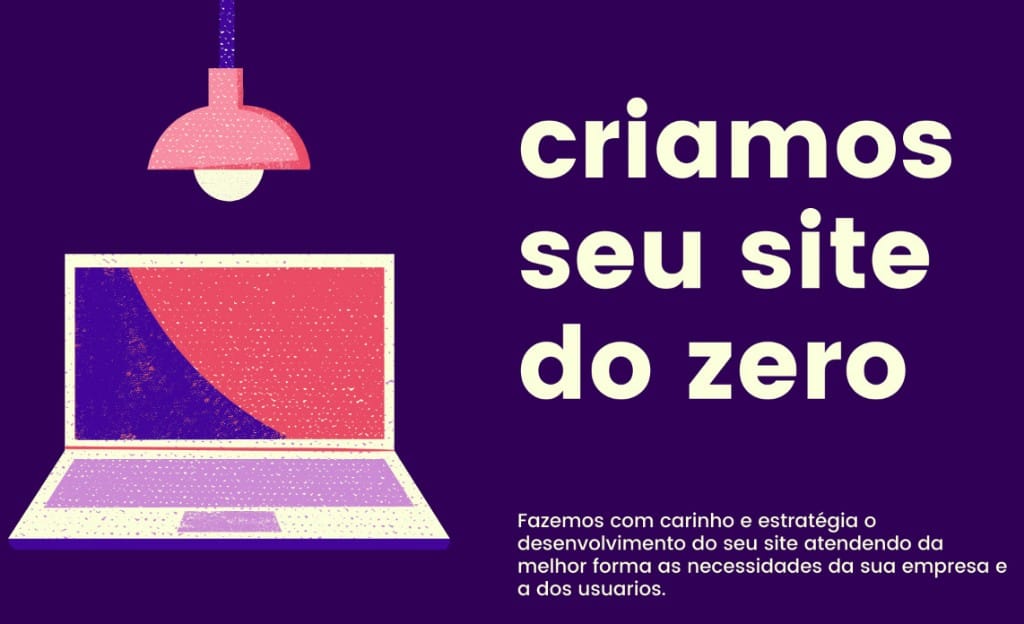 criamos
seu site
do zero
Fazemos com carinho e estratégia o
desenvolvimento do seu site atendendo da
melhor forma as necessidades da sua empresa e
a dos usuarios.